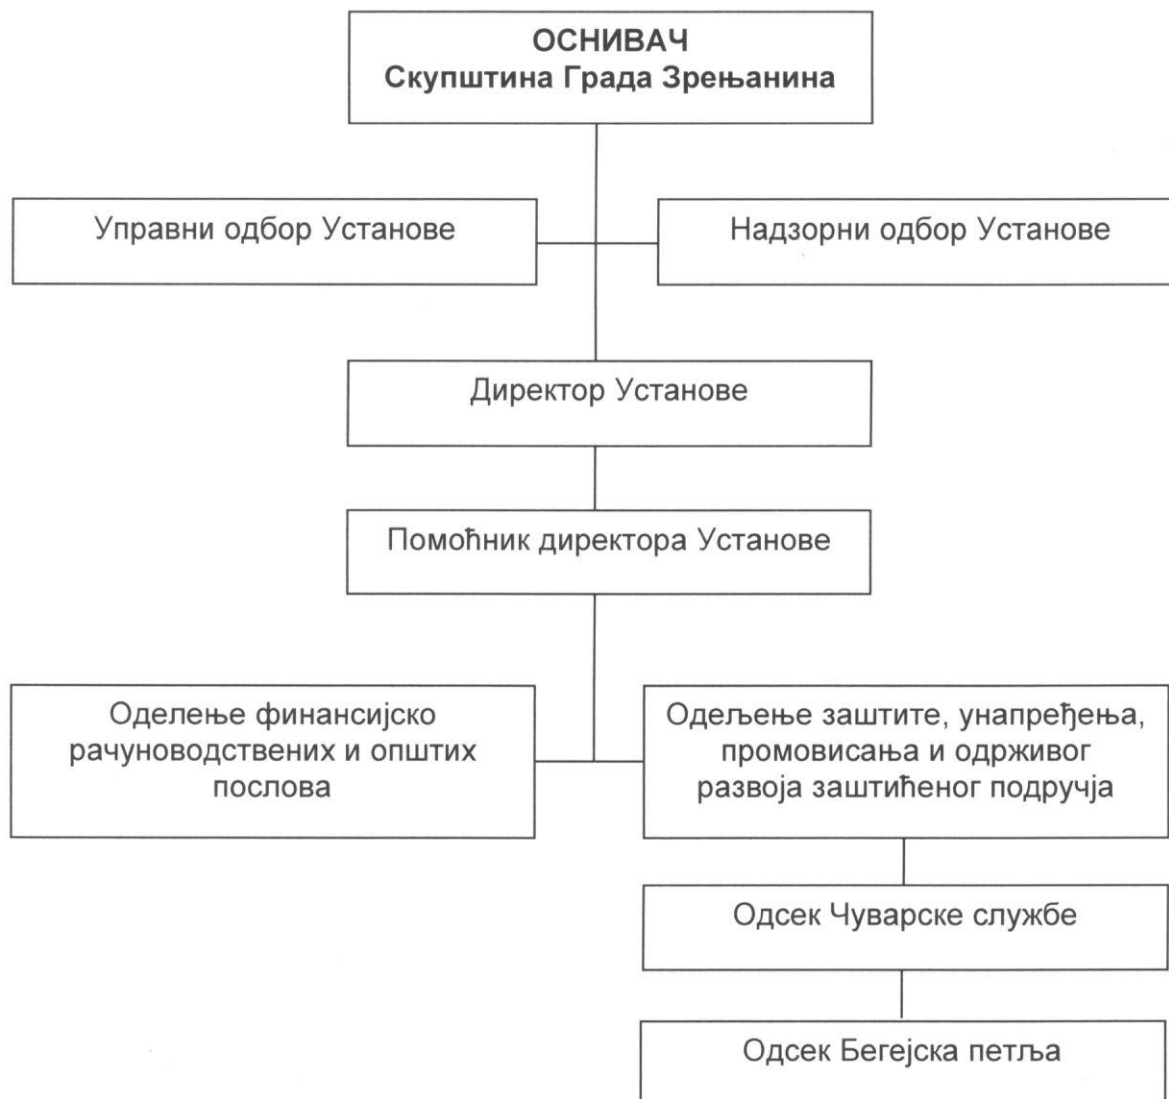 ОСНИВАЧ
Скупштина Града Зрењанина
Управни одбор Установе
Надзорни одбор Установе
Директор Установе
Помоћник директора Установе
Оделење финансијско
рачуноводствених и општих
послова
Одељење заштите, унапређења,
промовисања и одрживог
развоја заштићеног подручја
Одсек Чуварске службе
Одсек Бегејска петља